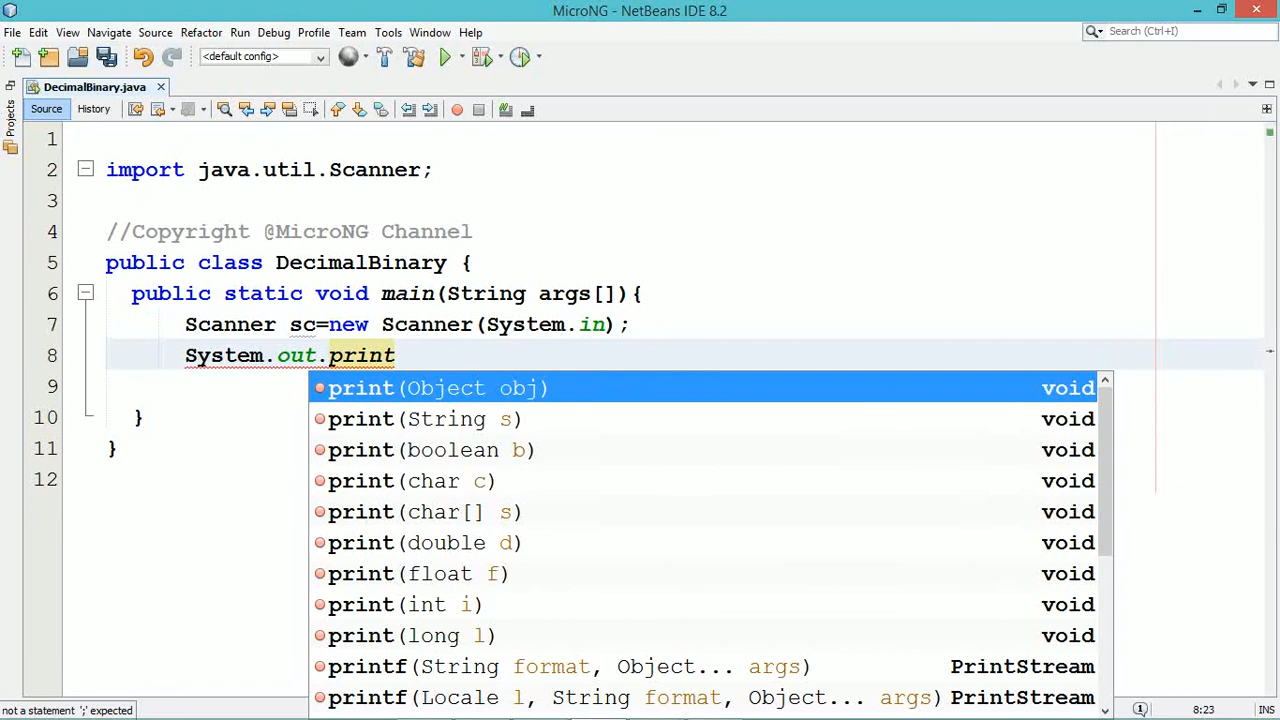 MicroNG - NetBeans IDE 8.2
File Edit View Navigate Source Refactor Run Debug Profile Team Tools Window Help
Search (Ctrl+I)
<default config>
DecimalBinary.java
Source History
Projects
1
2 import java.util.Scanner;
3
4 //Copyright @MicroNG Channel
5 public class DecimalBinary {
6 public static void main(String args[]){
7 Scanner sc=new Scanner(System.in);
8 System.out.print
9 print(Object obj) void
10 } print(String s) void
11 } print(boolean b) void
12 print(char c) void
print(char[] s) void
print(double d) void
print(float f) void
print(int i) void
print(long l) void
printf(String format, Object... args) PrintStream
printf(Locale l, String format, Object... args) PrintStream
not a statement ';' expected 8:23 INS